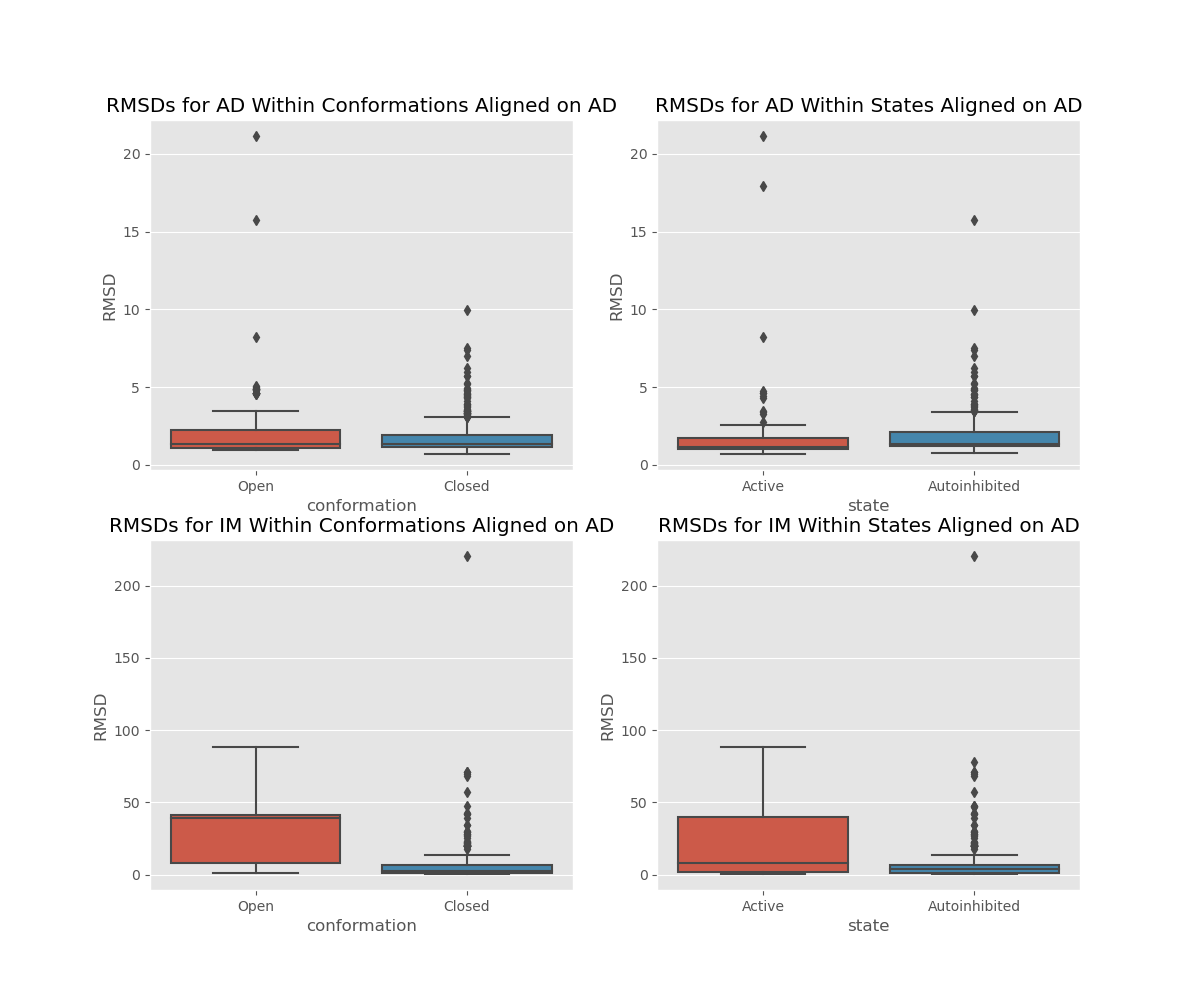 RMSDs for AD Within Conformations Aligned on AD
RMSD
20
15
10
5
0
Open
Closed
conformation
RMSDs for AD Within States Aligned on AD
RMSD
20
15
10
5
0
Active
Autoinhibited
state
RMSDs for IM Within Conformations Aligned on AD
RMSD
200
150
100
50
0
Open
Closed
conformation
RMSDs for IM Within States Aligned on AD
RMSD
200
150
100
50
0
Active
Autoinhibited
state